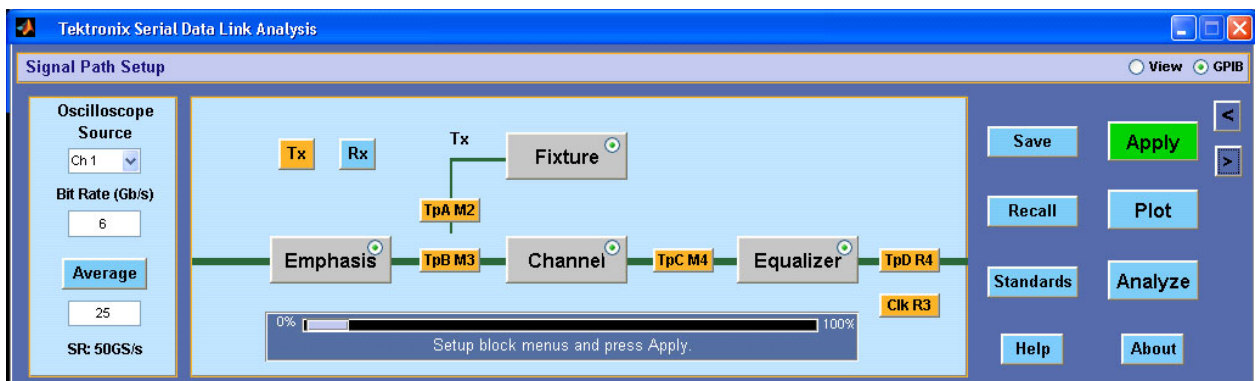 Tektronix Serial Data Link Analysis
Signal Path Setup
View
GPIB
Oscilloscope
Source
Ch 1
Bit Rate (Gb/s)
6
Average
25
SR: 50GS/s
Tx
Rx
Tx
Fixture
TpA M2
Emphasis
TpB M3
Channel
TpC M4
Equalizer
TpD R4
Clk R3
0%
100%
Setup block menus and press Apply.
Save
Apply
<
>
Recall
Plot
Standards
Analyze
Help
About